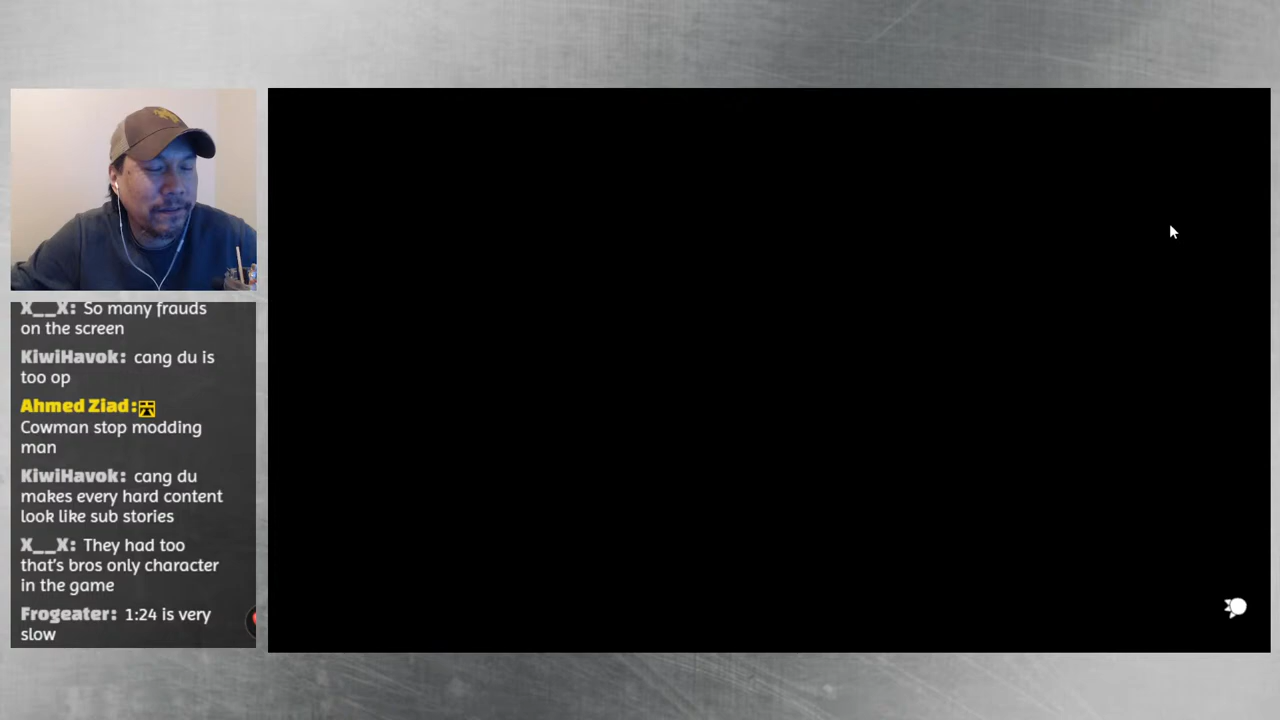 X__X: So many frauds
on the screen
KiwiHavok: cang du is
too op
Ahmed Ziad:
Cowman stop modding
man
KiwiHavok: cang du
makes every hard content
look like sub stories
X__X: They had too
that's bros only character
in the game
Frogeater: 1:24 is very
slow